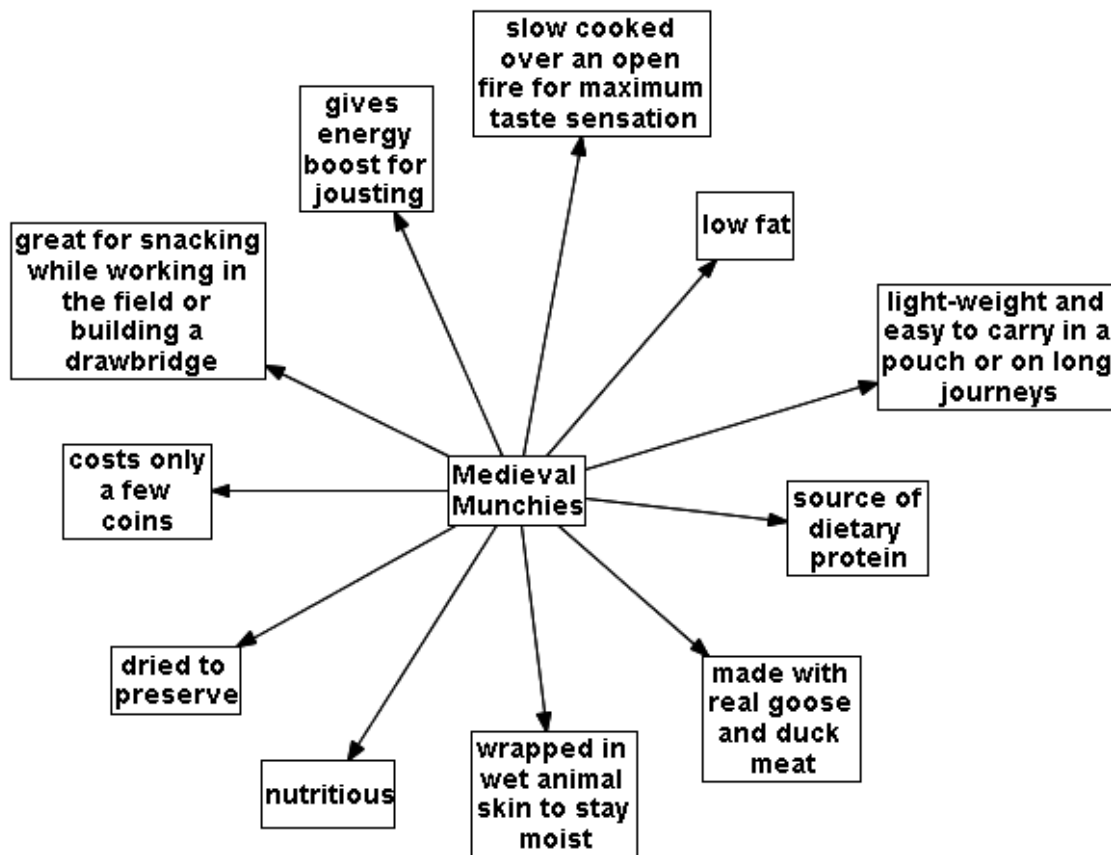 slow cooked
over an open
fire for maximum
taste sensation
gives
energy
boost for
jousting
low fat
great for snacking
while working in
the field or
building a
drawbridge
light-weight and
easy to carry in a
pouch or on long
journeys
costs only
a few
coins
Medieval
Munchies
source of
dietary
protein
dried to
preserve
made with
real goose
and duck
meat
nutritious
wrapped in
wet animal
skin to stay
moist